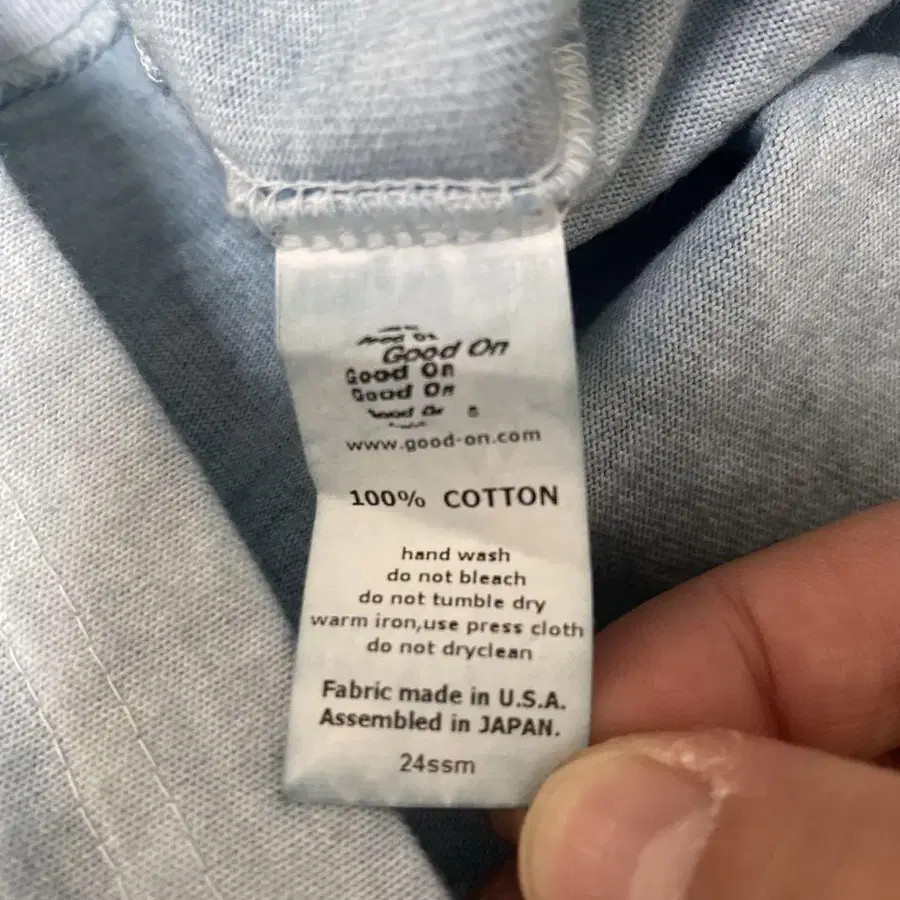 Good On
Good On
Good On
www.good-on.com
100% COTTON
hand wash
do not bleach
do not tumble dry
warm iron,use press cloth
do not dryclean
Fabric made in U.S.A.
Assembled in JAPAN.
24ssm